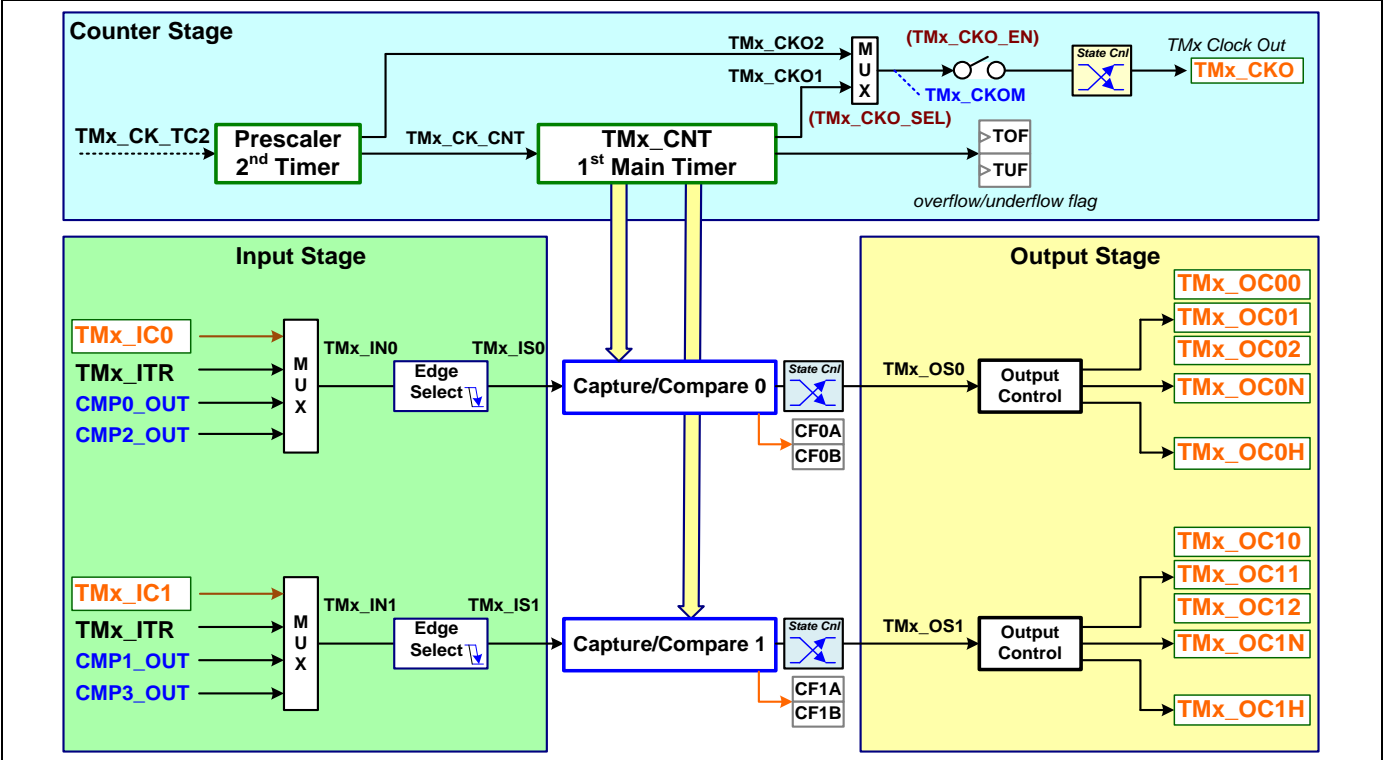 Counter Stage
TMx_CKO2
(TMx_CKO_EN)
TMx Clock Out
MUX
State Cnl
TMx_CKO
TMx_CKO1
TMx_CKOM
(TMx_CKO_SEL)
TMx_CK_TC2
Prescaler
2nd Timer
TMx_CK_CNT
TMx_CNT
1st Main Timer
TOF
TUF
overflow/underflow flag
Input Stage
TMx_IC0
TMx_ITR
CMP0_OUT
CMP2_OUT
MUX
TMx_IN0
Edge
Select
TMx_IS0
Capture/Compare 0
State Cnl
CF0A
CF0B
TMx_IC1
TMx_ITR
CMP1_OUT
CMP3_OUT
MUX
TMx_IN1
Edge
Select
TMx_IS1
Capture/Compare 1
State Cnl
CF1A
CF1B
Output Stage
TMx_OS0
Output
Control
TMx_OC00
TMx_OC01
TMx_OC02
TMx_OC0N
TMx_OC0H
TMx_OS1
Output
Control
TMx_OC10
TMx_OC11
TMx_OC12
TMx_OC1N
TMx_OC1H